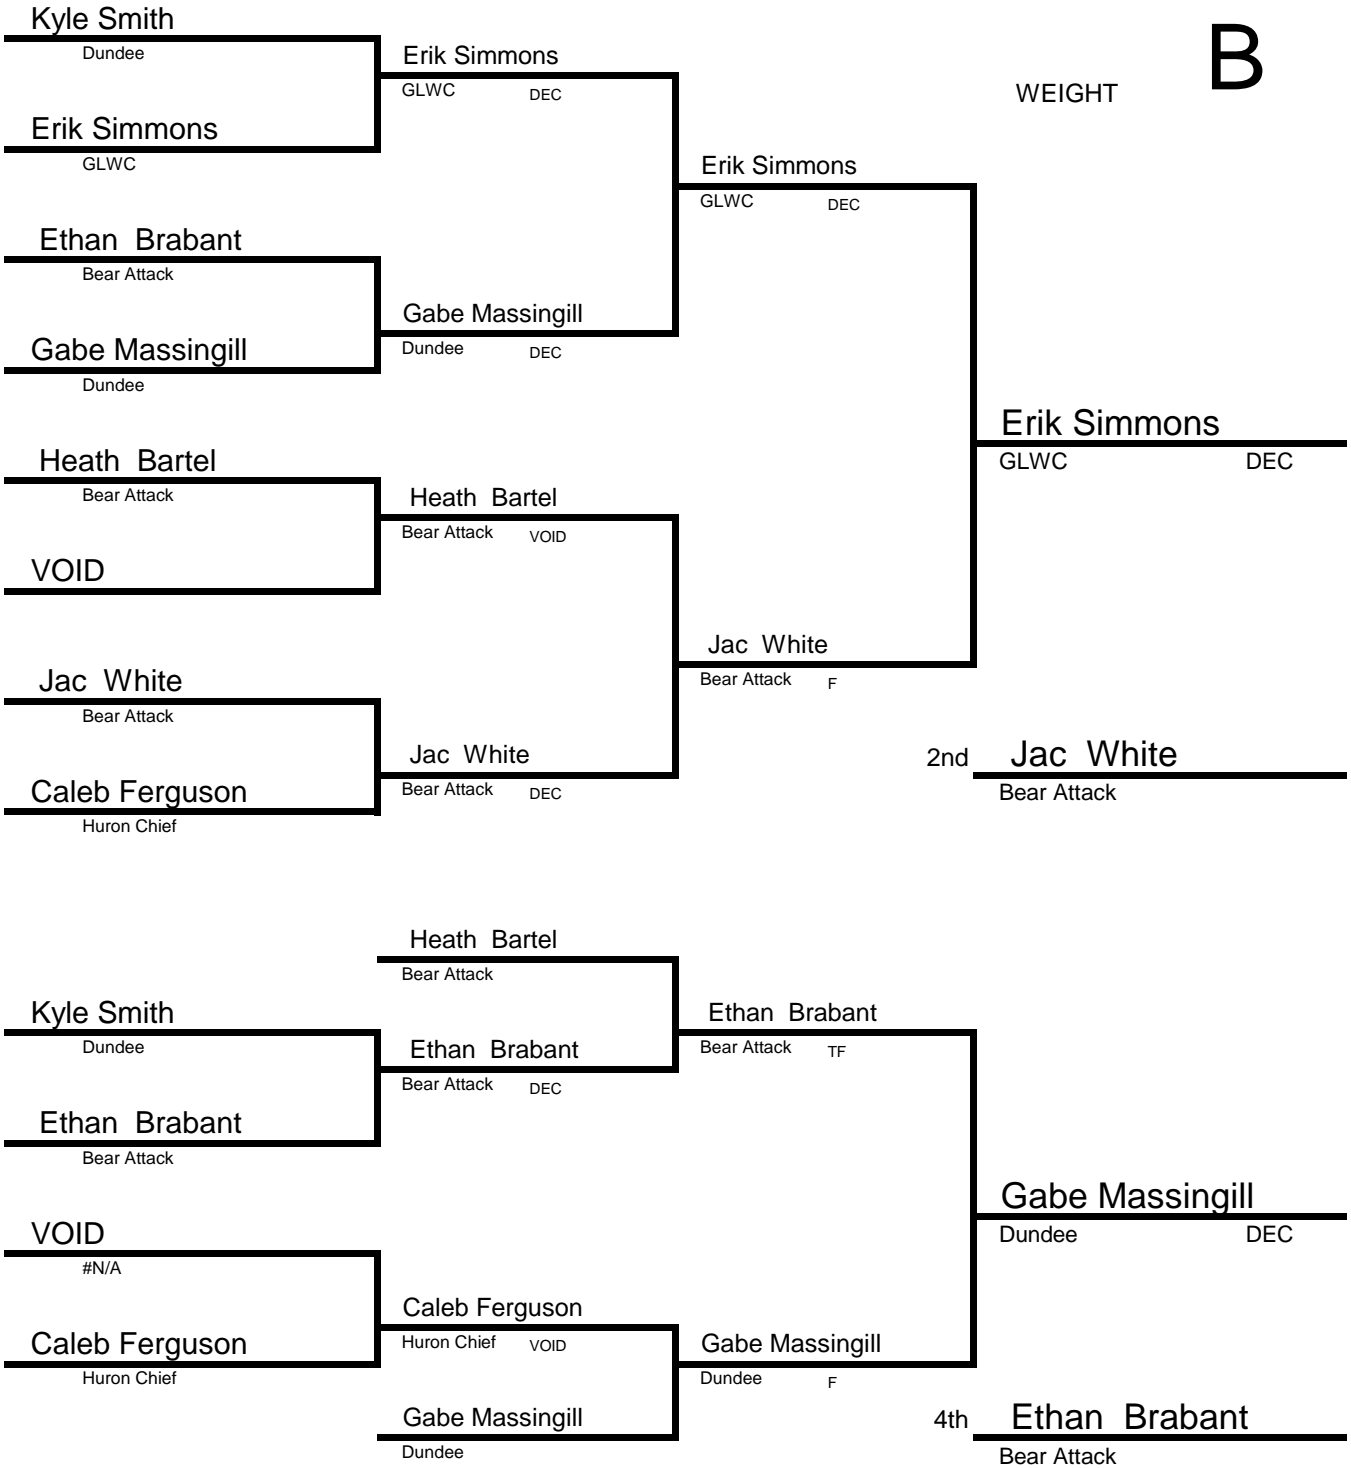 Kyle Smith
Dundee
Erik Simmons
GLWC DEC
B
WEIGHT
Erik Simmons
GLWC
Erik Simmons
GLWC DEC
Ethan Brabant
Bear Attack
Gabe Massingill
Dundee DEC
Gabe Massingill
Dundee
Erik Simmons
GLWC DEC
Heath Bartel
Bear Attack
Heath Bartel
Bear Attack VOID
VOID
Jac White
Bear Attack F
Jac White
Bear Attack
Jac White
Bear Attack DEC
2nd Jac White
Bear Attack
Caleb Ferguson
Huron Chief
Heath Bartel
Bear Attack
Kyle Smith
Dundee
Ethan Brabant
Bear Attack TF
Ethan Brabant
Bear Attack DEC
Ethan Brabant
Bear Attack
Gabe Massingill
Dundee DEC
VOID
#N/A
Caleb Ferguson
Huron Chief VOID
Caleb Ferguson
Huron Chief
Gabe Massingill
Dundee F
Gabe Massingill
Dundee
4th Ethan Brabant
Bear Attack